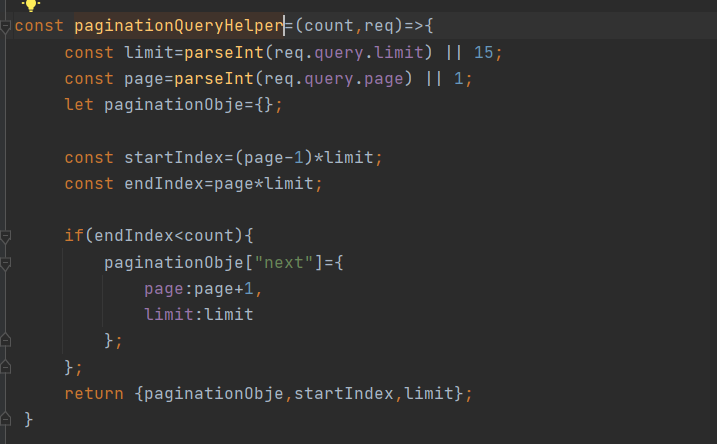 const paginationQueryHelper=(count,req)=>{
    const limit=parseInt(req.query.limit) || 15;
    const page=parseInt(req.query.page) || 1;
    let paginationObje={};

    const startIndex=(page-1)*limit;
    const endIndex=page*limit;

    if(endIndex<count){
        paginationObje["next"]={
            page:page+1,
            limit:limit
        };
    };
    return {paginationObje,startIndex,limit};
}